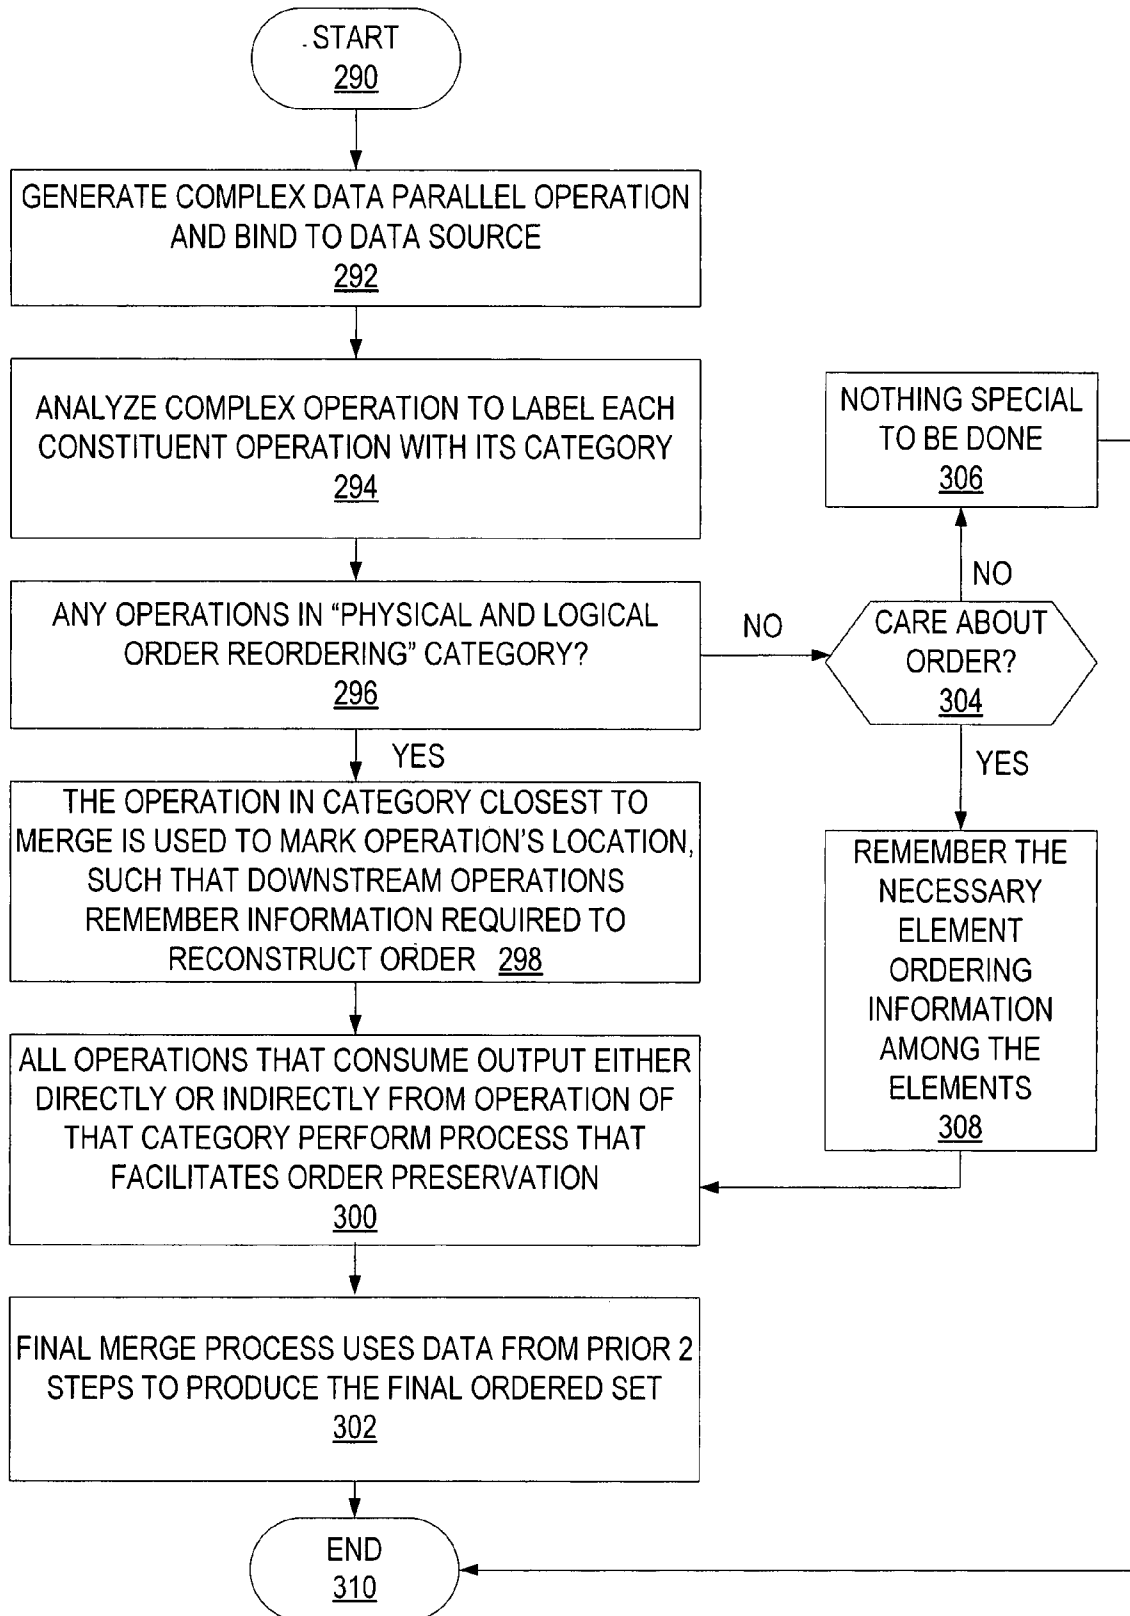 START
290
GENERATE COMPLEX DATA PARALLEL OPERATION
AND BIND TO DATA SOURCE
292
ANALYZE COMPLEX OPERATION TO LABEL EACH
CONSTITUENT OPERATION WITH ITS CATEGORY
294
ANY OPERATIONS IN “PHYSICAL AND LOGICAL
ORDER REORDERING” CATEGORY?
296
NO
CARE ABOUT
ORDER?
304
NO
NOTHING SPECIAL
TO BE DONE
306
YES
REMEMBER THE
NECESSARY
ELEMENT
ORDERING
INFORMATION
AMONG THE
ELEMENTS
308
YES
THE OPERATION IN CATEGORY CLOSEST TO
MERGE IS USED TO MARK OPERATION'S LOCATION,
SUCH THAT DOWNSTREAM OPERATIONS
REMEMBER INFORMATION REQUIRED TO
RECONSTRUCT ORDER 298
ALL OPERATIONS THAT CONSUME OUTPUT EITHER
DIRECTLY OR INDIRECTLY FROM OPERATION OF
THAT CATEGORY PERFORM PROCESS THAT
FACILITATES ORDER PRESERVATION
300
FINAL MERGE PROCESS USES DATA FROM PRIOR 2
STEPS TO PRODUCE THE FINAL ORDERED SET
302
END
310